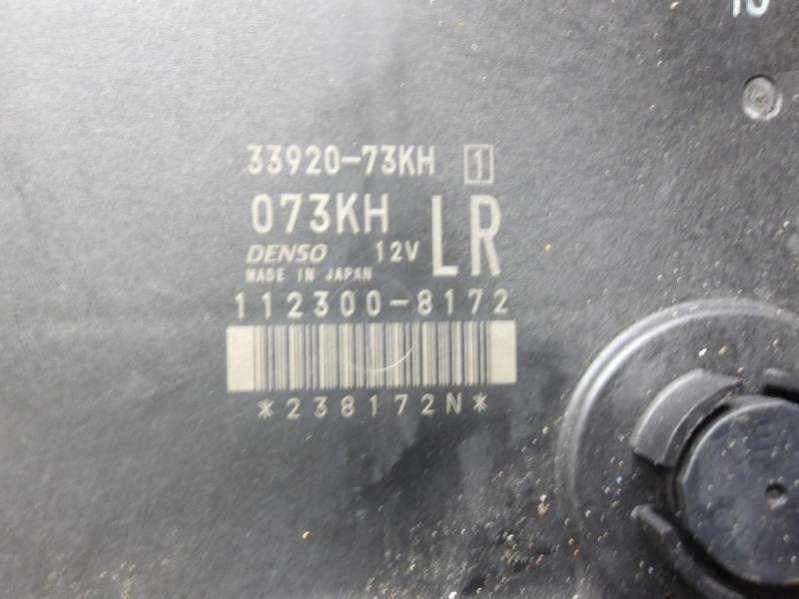 33920-73KH 1
073KH LR
DENSO 12V
MADE IN JAPAN
112300-8172
*238172N*